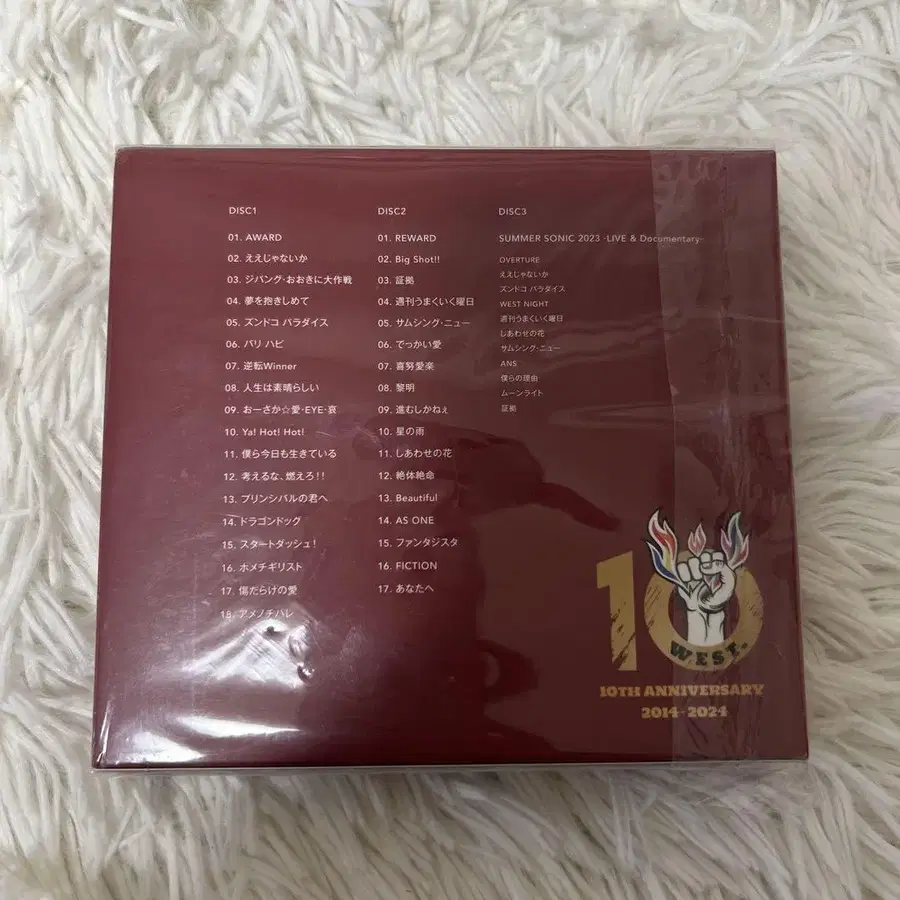 DISC1
01. AWARD
02. ええじゃないか
03. ジパング・おおきに大作戦
04. 夢を抱きしめて
05. ズンドコ パラダイス
06. バリ ハピ
07. 逆転Winner
08. 人生は素晴らしい
09. おーさか☆愛・EYE・哀
10. Ya! Hot! Hot!
11. 僕ら今日も生きている
12. 考えるな、燃えろ!!
13. プリンシパルの君へ
14. ドラゴンドッグ
15. スタートダッシュ!
16. ホメチギリスト
17. 傷だらけの愛
18. アメノチハレ
DISC2
01. REWARD
02. Big Shot!!
03. 証拠
04. 週刊うまくいく曜日
05. サムシング・ニュー
06. でっかい愛
07. 喜努愛楽
08. 黎明
09. 進むしかねぇ
10. 星の雨
11. しあわせの花
12. 絶体絶命
13. Beautiful
14. AS ONE
15. ファンタジスタ
16. FICTION
17. あなたへ
DISC3
SUMMER SONIC 2023 -LIVE & Documentary-
OVERTURE
ええじゃないか
ズンドコ パラダイス
WEST NIGHT
週刊うまくいく曜日
しあわせの花
サムシング・ニュー
ANS
僕らの理由
ムーンライト
証拠
10
WEST.
10TH ANNIVERSARY
2014-2024